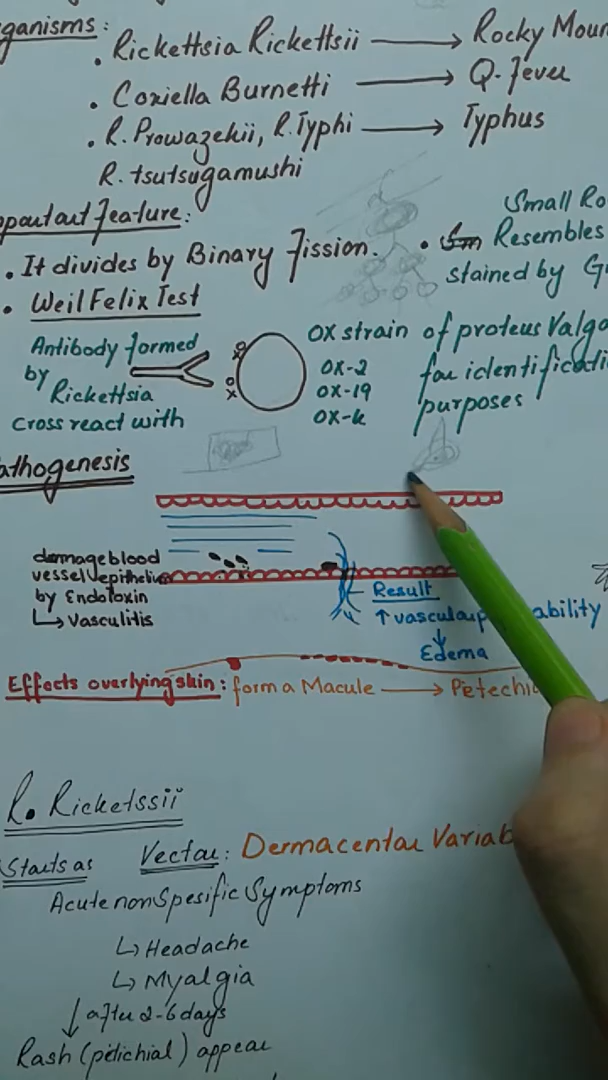 ganisms:
. Rickettsia Rickettsii → Rocky Moun
. Coxiella Burnetti → Q. Fever
. R. Prowazekii, R. Typhi → Typhus
R. tsutsugamushi
portant Feature:
. It divides by Binary Fission.
. Weil Felix Test
Small Ro
. Resembles
stained by G
Antibody formed
by
Rickettsia
cross react with
OX strain of proteus Valga
OX-2
OX-19
OX-k
for identificati
purposes
athogenesis
damage blood
vessel epithelium
by Endotoxin
↳ Vasculitis
Result
↑ vascular p ability
↓
Edema
Effects overlying skin: form a Macule → Petechi
R. Ricketssii
Starts as
Vector: Dermacentar Variab
Acute non Spesific Symptoms
↳ Headache
↳ Myalgia
↓ after 2-6 days
Rash (petichial) appear